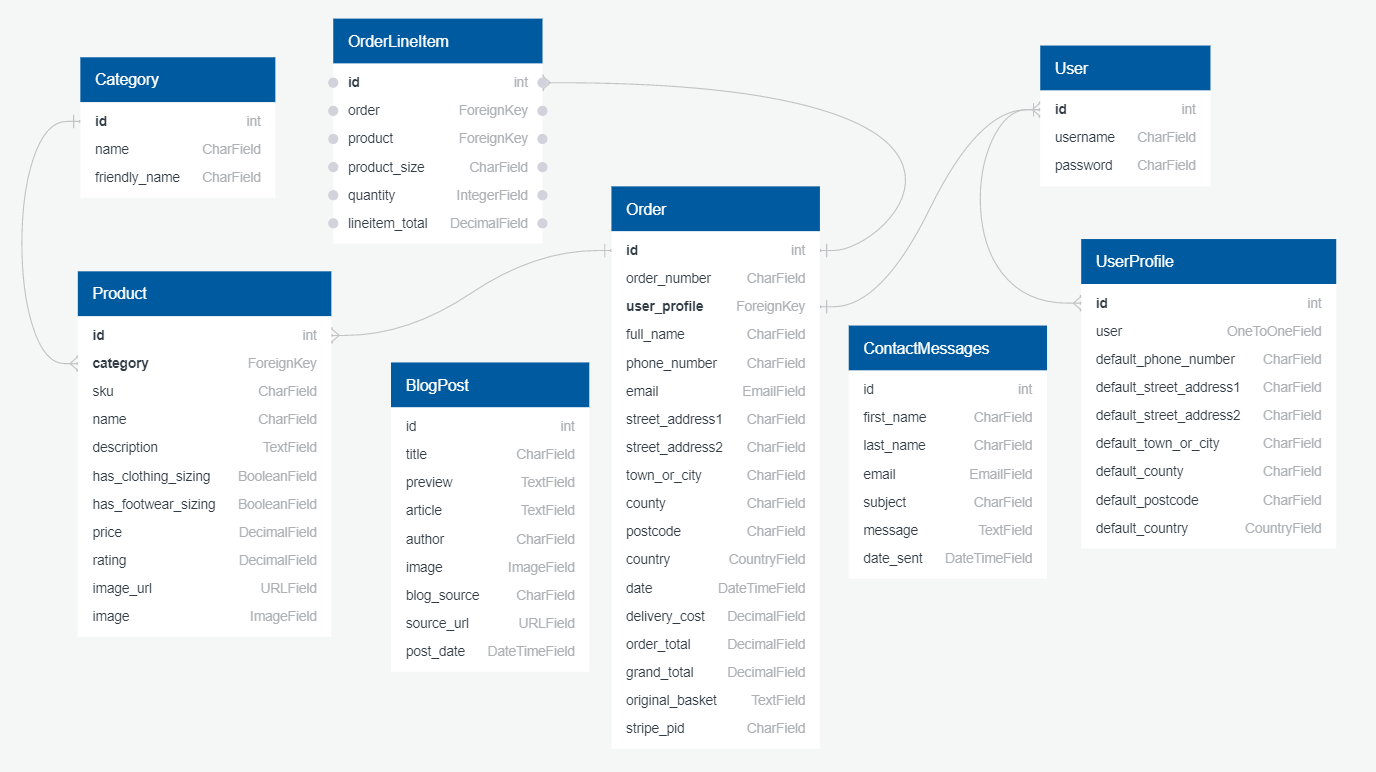 Category
id int
name CharField
friendly_name CharField
OrderLineItem
id int
order ForeignKey
product ForeignKey
product_size CharField
quantity IntegerField
lineitem_total DecimalField
User
id int
username CharField
password CharField
Product
id int
category ForeignKey
sku CharField
name CharField
description TextField
has_clothing_sizing BooleanField
has_footwear_sizing BooleanField
price DecimalField
rating DecimalField
image_url URLField
image ImageField
BlogPost
id int
title CharField
preview TextField
article TextField
author CharField
image ImageField
blog_source CharField
source_url URLField
post_date DateTimeField
Order
id int
order_number CharField
user_profile ForeignKey
full_name CharField
phone_number CharField
email EmailField
street_address1 CharField
street_address2 CharField
town_or_city CharField
county CharField
postcode CharField
country CountryField
date DateTimeField
delivery_cost DecimalField
order_total DecimalField
grand_total DecimalField
original_basket TextField
stripe_pid CharField
ContactMessages
id int
first_name CharField
last_name CharField
email EmailField
subject CharField
message TextField
date_sent DateTimeField
UserProfile
id int
user OneToOneField
default_phone_number CharField
default_street_address1 CharField
default_street_address2 CharField
default_town_or_city CharField
default_county CharField
default_postcode CharField
default_country CountryField